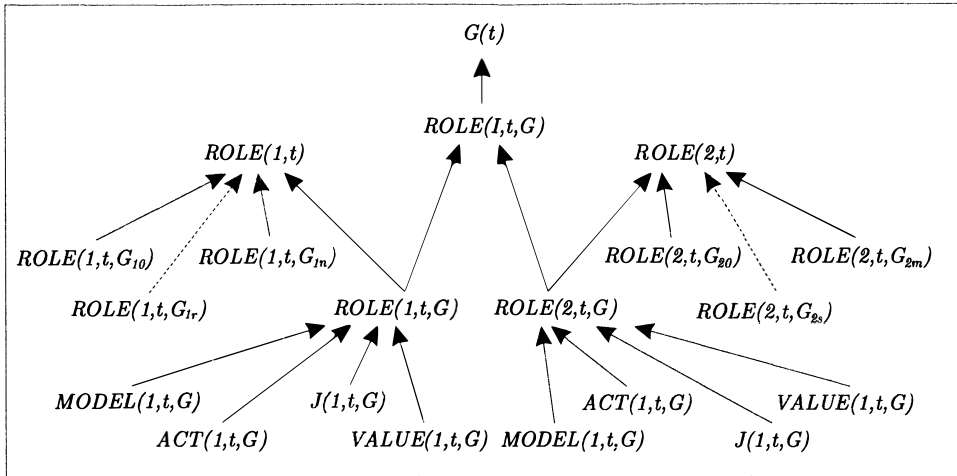 G(t)
ROLE(I,t,G)
ROLE(1,t) ROLE(2,t)
ROLE(1,t,G₁₀) ROLE(1,t,G₁ₙ) ROLE(2,t,G₂₀) ROLE(2,t,G₂ₘ)
ROLE(1,t,G₁ᵣ) ROLE(1,t,G) ROLE(2,t,G) ROLE(2,t,G₂ₛ)
MODEL(1,t,G) J(1,t,G) ACT(1,t,G) VALUE(1,t,G)
ACT(1,t,G) VALUE(1,t,G) MODEL(1,t,G) J(1,t,G)